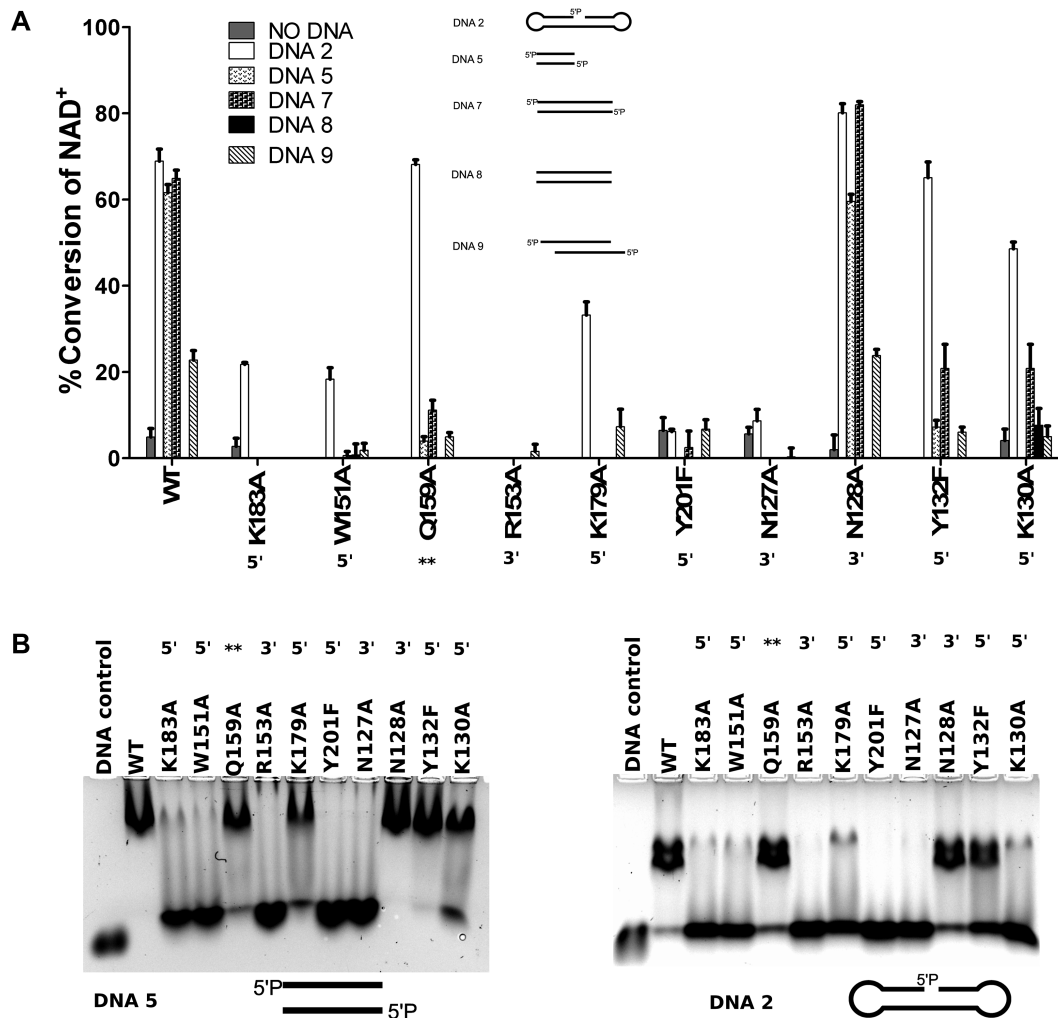 A
100
80
60
40
20
0
% Conversion of NAD+
NO DNA
DNA 2
DNA 5
DNA 7
DNA 8
DNA 9
DNA 2 5'P
DNA 5 5'P 5'P
DNA 7 5'P 5'P
DNA 8
DNA 9 5'P 5'P
WT K183A W151A Q159A R153A K179A Y201F N127A N128A Y132F K130A
5' 5' ** 3' 5' 5' 3' 3' 5' 5'
B
5' 5' ** 3' 5' 5' 3' 3' 5' 5'
DNA control WT K183A W151A Q159A R153A K179A Y201F N127A N128A Y132F K130A
DNA 5
5'P
5'P
5' 5' ** 3' 5' 5' 3' 3' 5' 5'
DNA control WT K183A W151A Q159A R153A K179A Y201F N127A N128A Y132F K130A
DNA 2
5'P